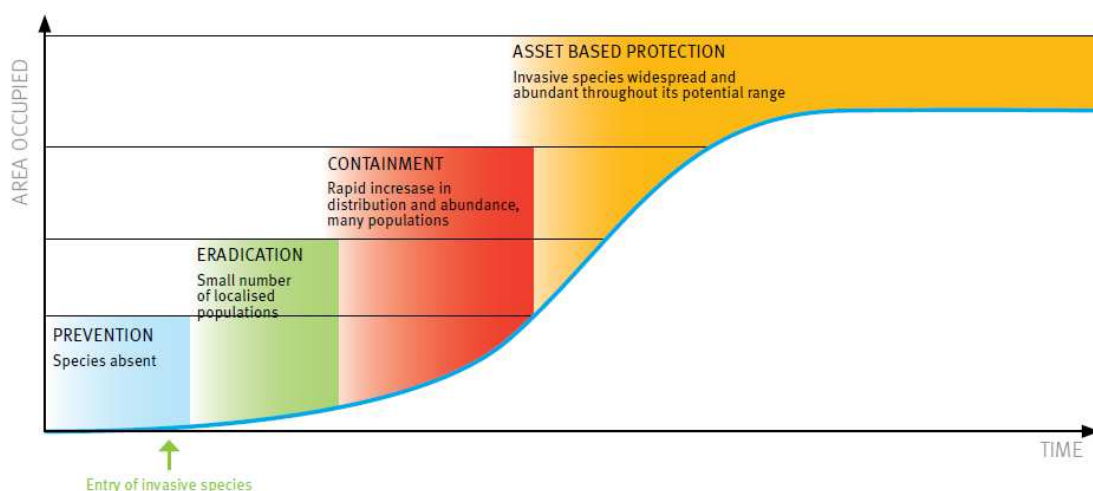 AREA OCCUPIED
ASSET BASED PROTECTION
Invasive species widespread and
abundant throughout its potential range
CONTAINMENT
Rapid incresase in
distribution and abundance,
many populations
ERADICATION
Small number
of localised
populations
PREVENTION
Species absent
TIME
Entry of invasive species